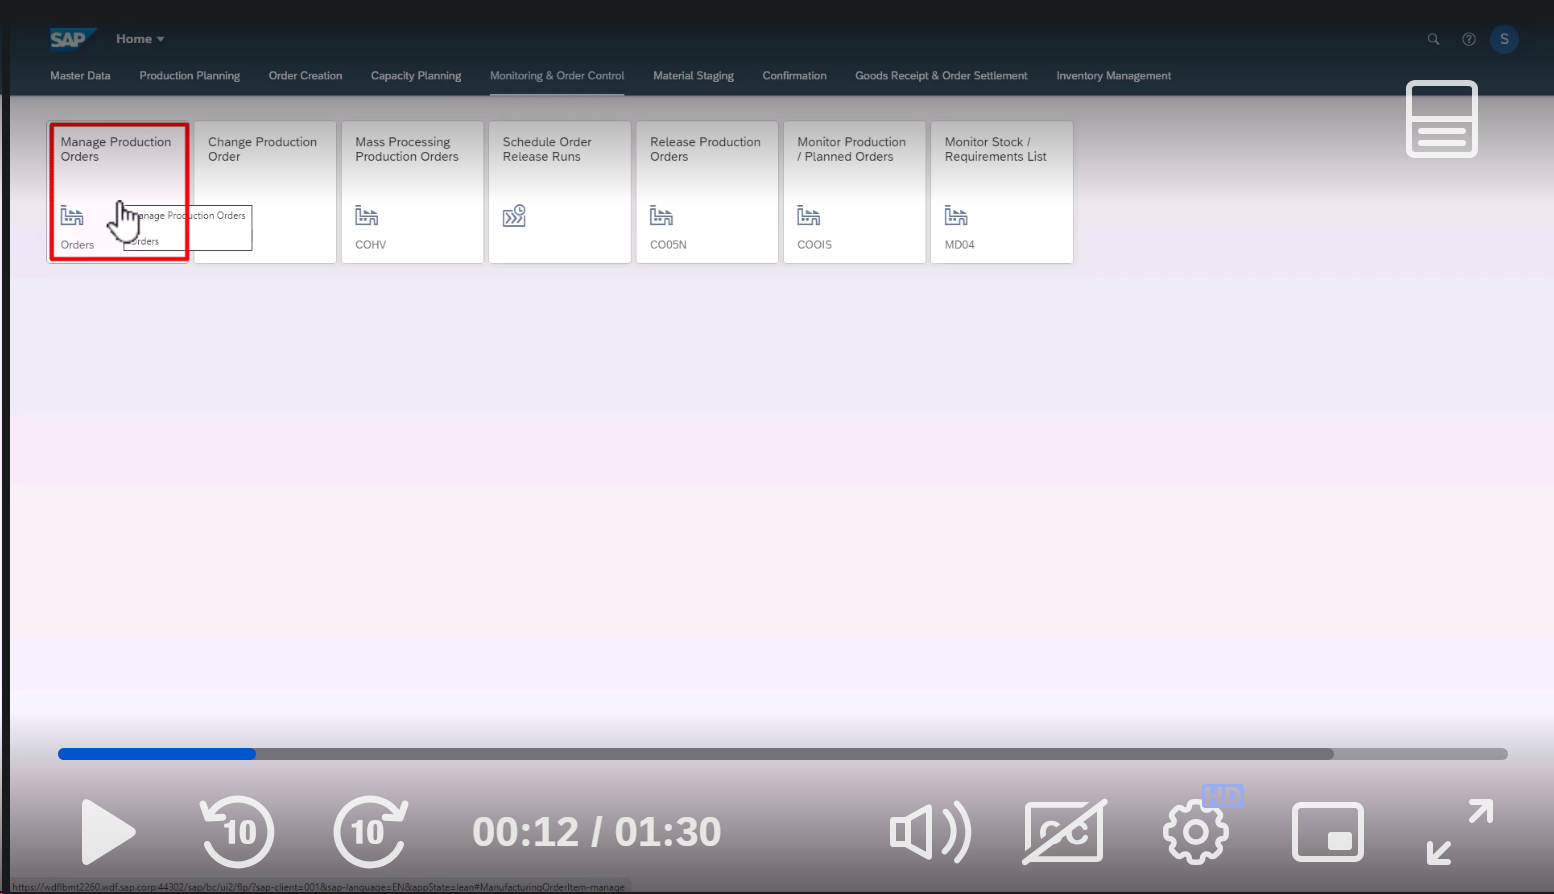 SAP Home
Master Data Production Planning Order Creation Capacity Planning Monitoring & Order Control Material Staging Confirmation Goods Receipt & Order Settlement Inventory Management
S
Manage Production
Orders
Orders
Manage Production Orders
Orders
Change Production
Order
Mass Processing
Production Orders
COHV
Schedule Order
Release Runs
Release Production
Orders
CO05N
Monitor Production
/ Planned Orders
COOIS
Monitor Stock /
Requirements List
MD04
10 10 00:12 / 01:30 CC HD
https://wdflbmt2260.wdf.sap.corp:44302/sap/bc/ui2/flp/?sap-client=001&sap-language=EN&appState=lean#ManufacturingOrderItem-manage